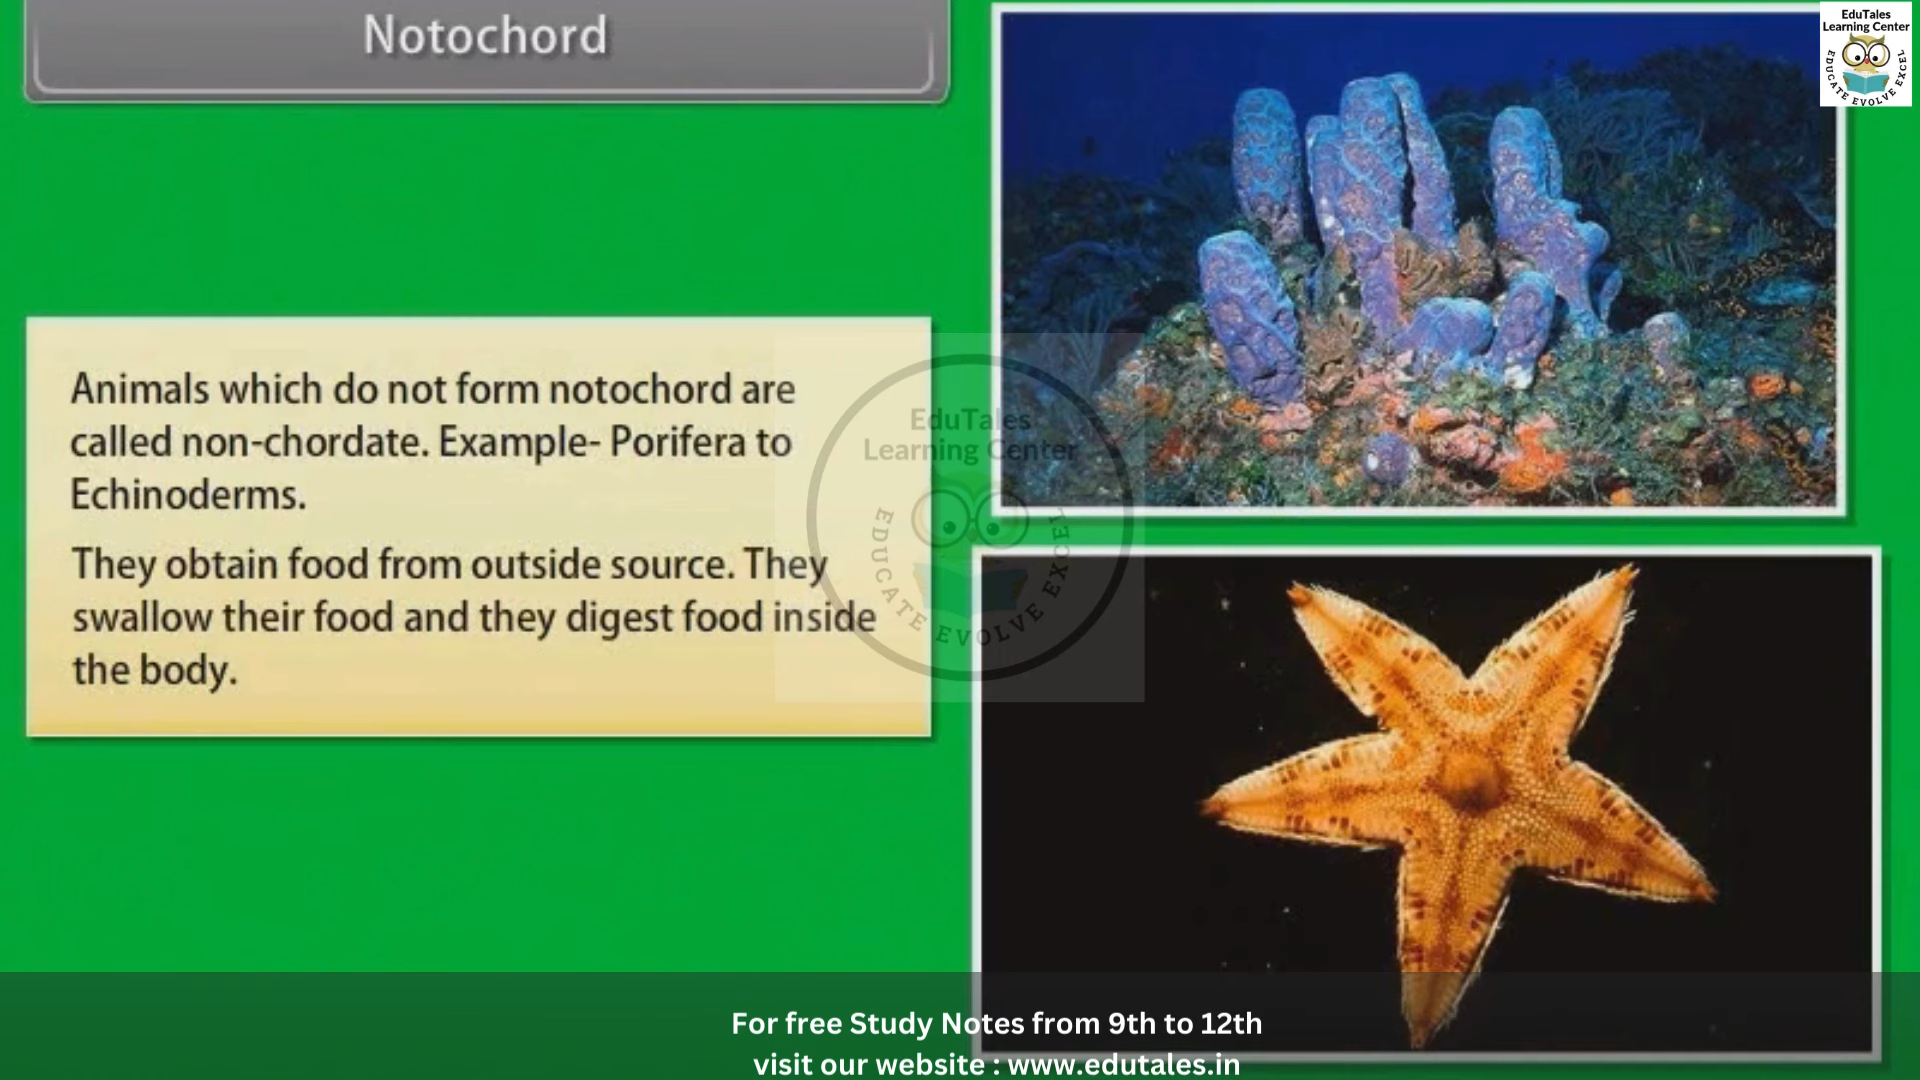 Notochord
EduTales
Learning Center
EDUCATE EVOLVE EXCEL
Animals which do not form notochord are
called non-chordate. Example- Porifera to
Echinoderms.
They obtain food from outside source. They
swallow their food and they digest food inside
the body.
EduTales
Learning Center
EDUCATE EVOLVE EXCEL
For free Study Notes from 9th to 12th
visit our website : www.edutales.in